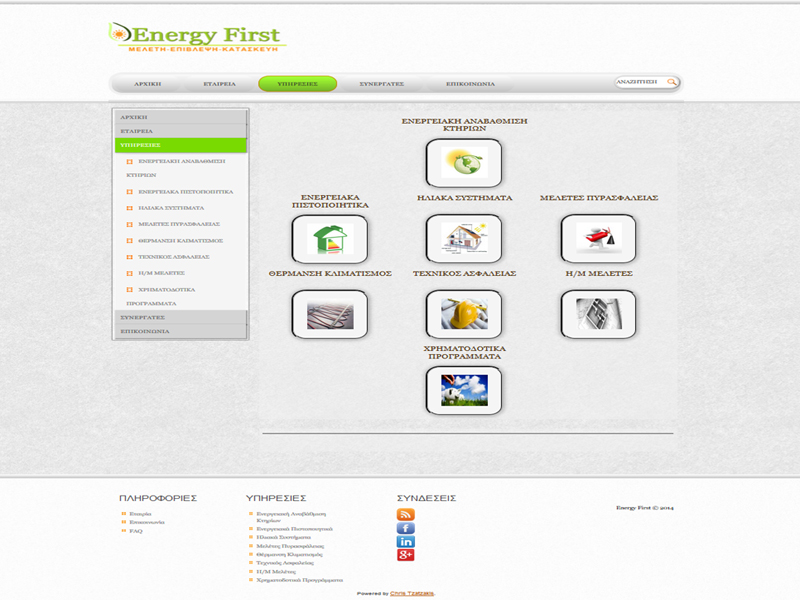 Energy First
ΜΕΛΕΤΗ-ΕΠΙΒΛΕΨΗ-ΚΑΤΑΣΚΕΥΗ
ΑΡΧΙΚΗ
ΕΤΑΙΡΕΙΑ
ΥΠΗΡΕΣΙΕΣ
ΣΥΝΕΡΓΑΤΕΣ
ΕΠΙΚΟΙΝΩΝΙΑ
ΑΝΑΖΗΤΗΣΗ
ΑΡΧΙΚΗ
ΕΤΑΙΡΕΙΑ
ΥΠΗΡΕΣΙΕΣ
ΕΝΕΡΓΕΙΑΚΗ ΑΝΑΒΑΘΜΙΣΗ
ΚΤΗΡΙΩΝ
ΕΝΕΡΓΕΙΑΚΑ ΠΙΣΤΟΠΟΙΗΤΙΚΑ
ΗΛΙΑΚΑ ΣΥΣΤΗΜΑΤΑ
ΜΕΛΕΤΕΣ ΠΥΡΑΣΦΑΛΕΙΑΣ
ΘΕΡΜΑΝΣΗ ΚΛΙΜΑΤΙΣΜΟΣ
ΤΕΧΝΙΚΟΣ ΑΣΦΑΛΕΙΑΣ
Η/Μ ΜΕΛΕΤΕΣ
ΧΡΗΜΑΤΟΔΟΤΙΚΑ
ΠΡΟΓΡΑΜΜΑΤΑ
ΣΥΝΕΡΓΑΤΕΣ
ΕΠΙΚΟΙΝΩΝΙΑ
ΕΝΕΡΓΕΙΑΚΗ ΑΝΑΒΑΘΜΙΣΗ
ΚΤΗΡΙΩΝ
ΕΝΕΡΓΕΙΑΚΑ
ΠΙΣΤΟΠΟΙΗΤΙΚΑ
ΗΛΙΑΚΑ ΣΥΣΤΗΜΑΤΑ
ΜΕΛΕΤΕΣ ΠΥΡΑΣΦΑΛΕΙΑΣ
ΘΕΡΜΑΝΣΗ ΚΛΙΜΑΤΙΣΜΟΣ
ΤΕΧΝΙΚΟΣ ΑΣΦΑΛΕΙΑΣ
Η/Μ ΜΕΛΕΤΕΣ
ΧΡΗΜΑΤΟΔΟΤΙΚΑ
ΠΡΟΓΡΑΜΜΑΤΑ
ΠΛΗΡΟΦΟΡΙΕΣ
Εταιρεία
Επικοινωνία
FAQ
ΥΠΗΡΕΣΙΕΣ
Ενεργειακή Αναβάθμιση
Κτηρίων
Ενεργειακά Πιστοποιητικά
Ηλιακά Συστήματα
Μελέτες Πυρασφάλειας
Θέρμανση Κλιματισμός
Τεχνικός Ασφαλείας
Η/Μ Μελέτες
Χρηματοδοτικά Προγράμματα
ΣΥΝΔΕΣΕΙΣ
Energy First © 2014
Powered by Chris Tzatzakis.